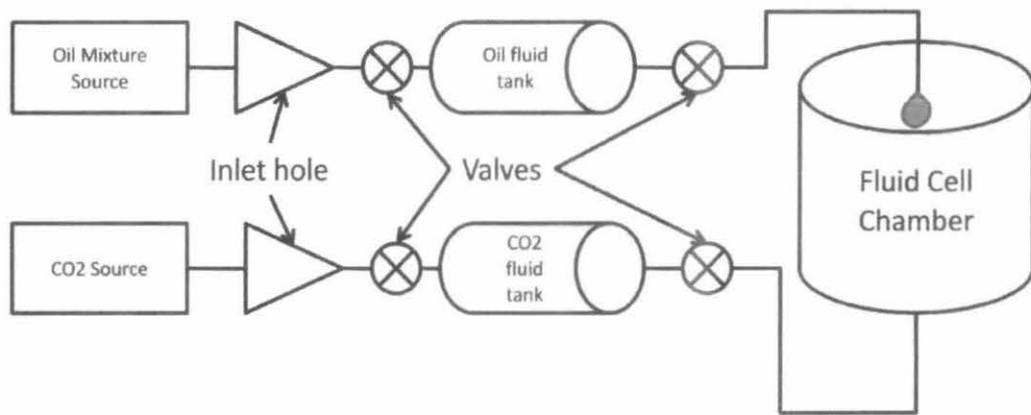 Oil Mixture
Source
Oil fluid
tank
Inlet hole
Valves
Fluid Cell
Chamber
CO2 Source
CO2
fluid
tank